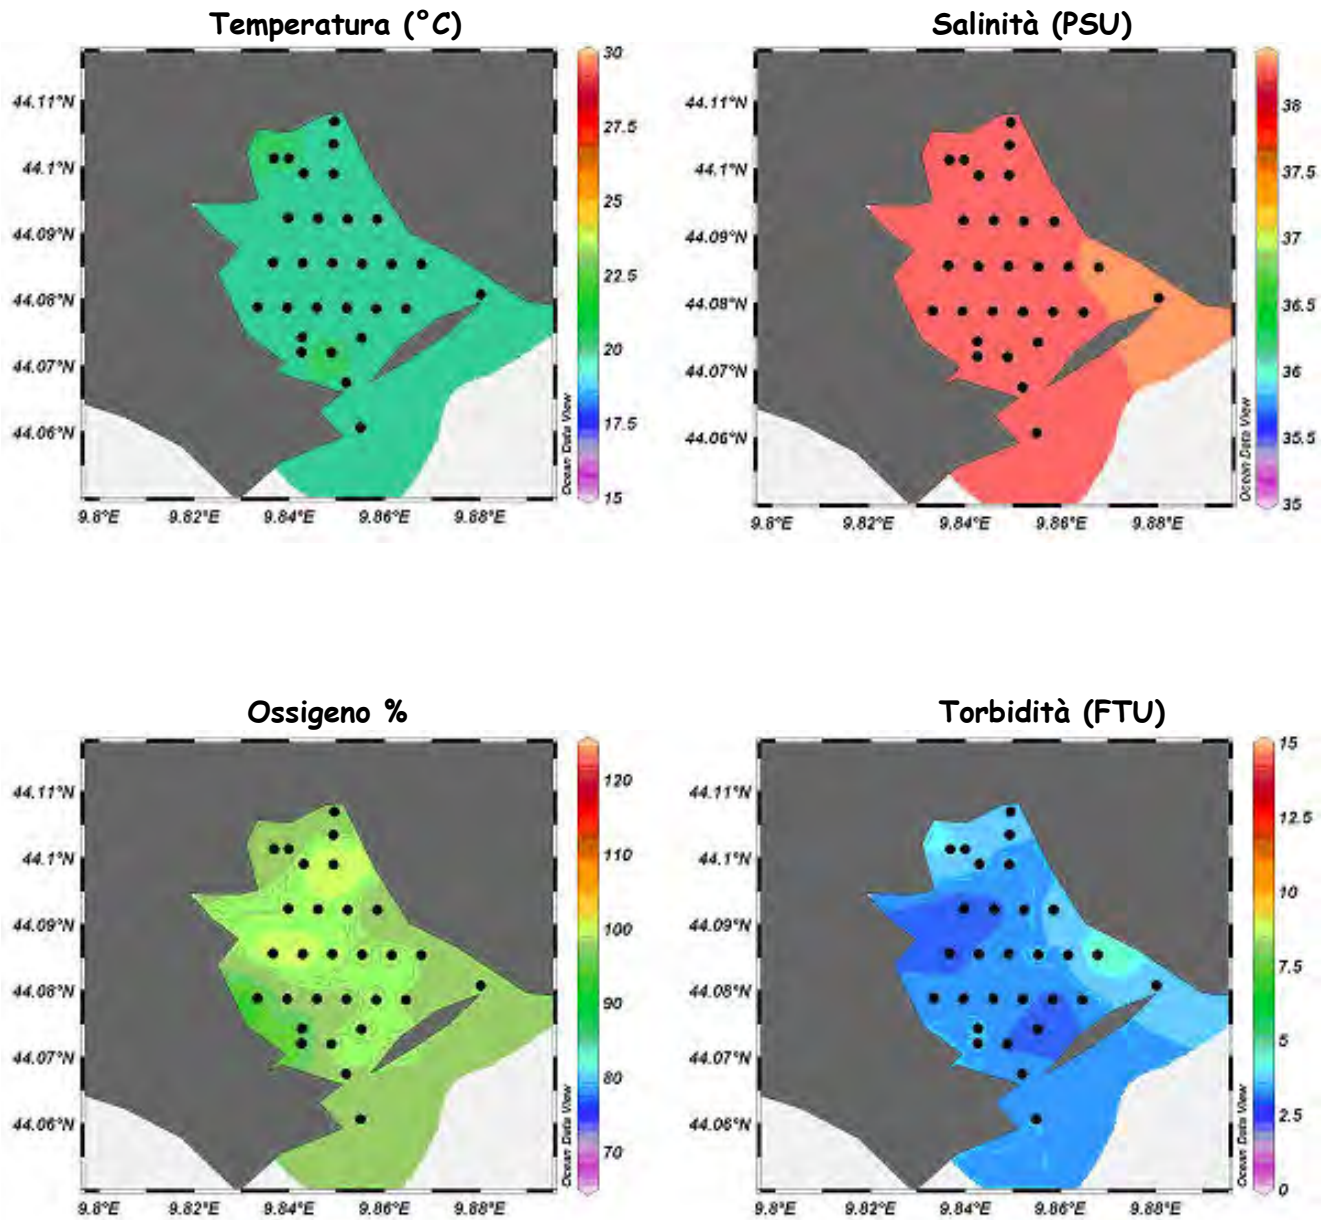 Temperatura (°C)
30
27.5
25
22.5
20
17.5
15
44.11°N
44.1°N
44.09°N
44.08°N
44.07°N
44.06°N
9.8°E 9.82°E 9.84°E 9.86°E 9.88°E
Ocean Data View
Salinità (PSU)
38
37.5
37
36.5
36
35.5
35
44.11°N
44.1°N
44.09°N
44.08°N
44.07°N
44.06°N
9.8°E 9.82°E 9.84°E 9.86°E 9.88°E
Ocean Data View
Ossigeno %
120
110
100
90
80
70
44.11°N
44.1°N
44.09°N
44.08°N
44.07°N
44.06°N
9.8°E 9.82°E 9.84°E 9.86°E 9.88°E
Ocean Data View
Torbidità (FTU)
15
12.5
10
7.5
5
2.5
0
44.11°N
44.1°N
44.09°N
44.08°N
44.07°N
44.06°N
9.8°E 9.82°E 9.84°E 9.86°E 9.88°E
Ocean Data View